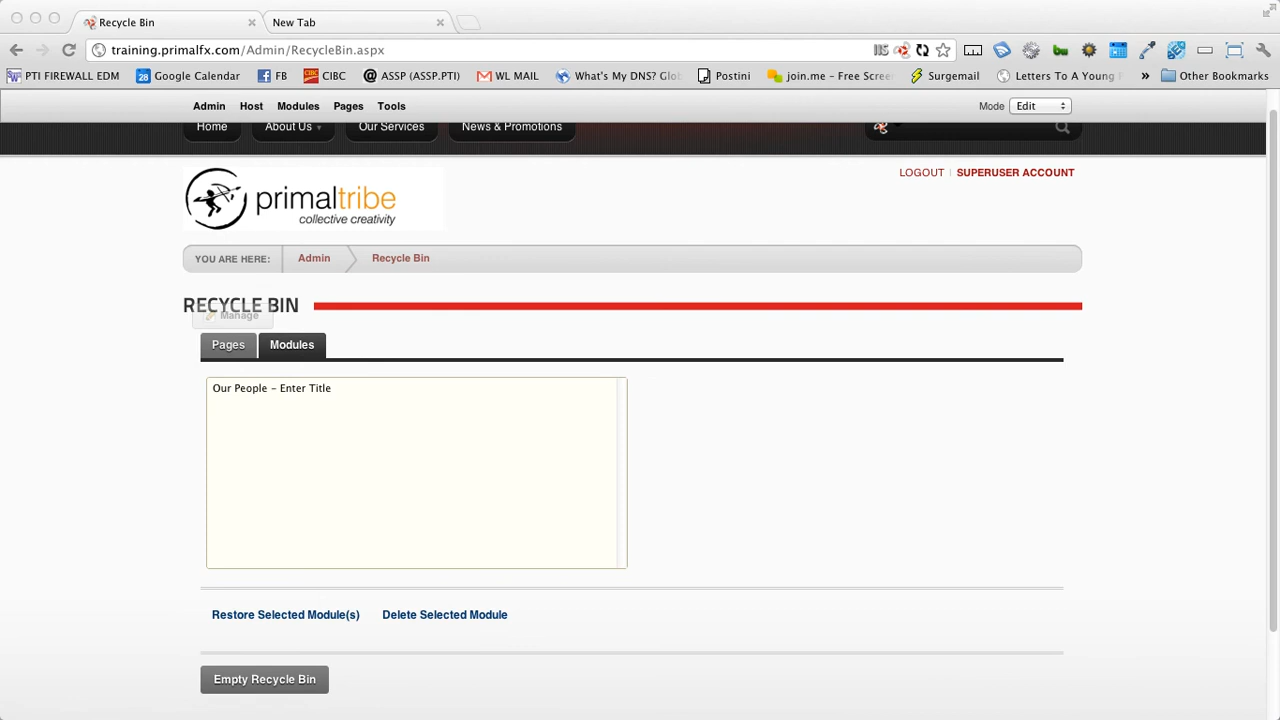 Recycle Bin
New Tab
training.primalfx.com/Admin/RecycleBin.aspx
PTI FIREWALL EDM
28 Google Calendar
FB
CIBC CIBC
@ ASSP (ASSP.PTI)
WL MAIL
What's My DNS? Glob
Postini
join.me – Free Scree
Surgemail
Letters To A Young
»
Other Bookmarks
Admin
Host
Modules
Pages
Tools
Mode Edit
Home
About Us
Our Services
News & Promotions
primaltribe
collective creativity
LOGOUT | SUPERUSER ACCOUNT
YOU ARE HERE:
Admin
Recycle Bin
RECYCLE BIN
Manage
Pages
Modules
Our People – Enter Title
Restore Selected Module(s)
Delete Selected Module
Empty Recycle Bin